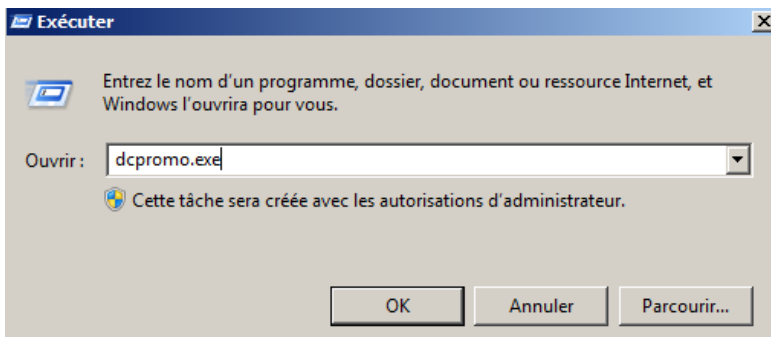 Exécuter
Entrez le nom d'un programme, dossier, document ou ressource Internet, et
Windows l'ouvrira pour vous.
Ouvrir :
dcpromo.exe
Cette tâche sera créée avec les autorisations d'administrateur.
OK
Annuler
Parcourir...